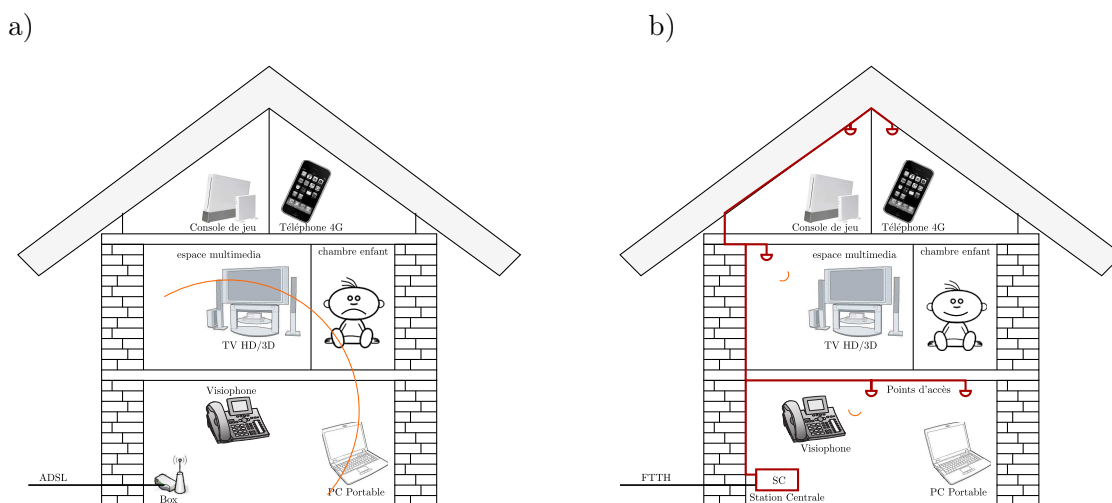 a)
Console de jeu
Téléphone 4G
espace multimedia
chambre enfant
TV HD/3D
Visiophone
ADSL
Box
PC Portable
b)
Console de jeu
Téléphone 4G
espace multimedia
chambre enfant
TV HD/3D
Points d'accès
Visiophone
FTTH
SC
Station Centrale
PC Portable